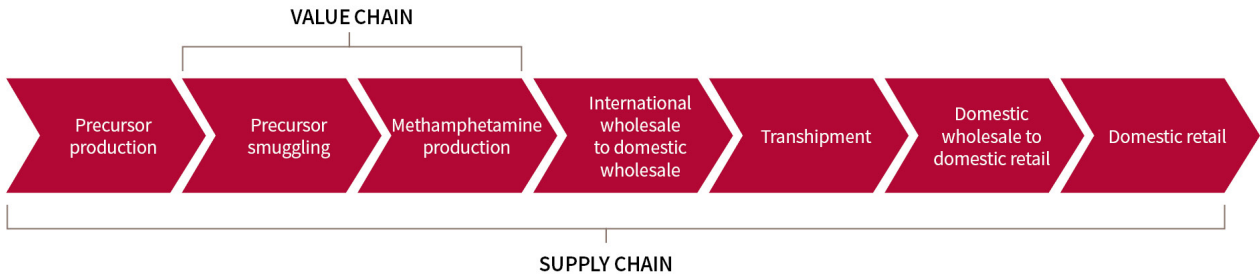 VALUE CHAIN
Precursor
production
Precursor
smuggling
Methamphetamine
production
International
wholesale
to domestic
wholesale
Transhipment
Domestic
wholesale to
domestic retail
Domestic retail
SUPPLY CHAIN